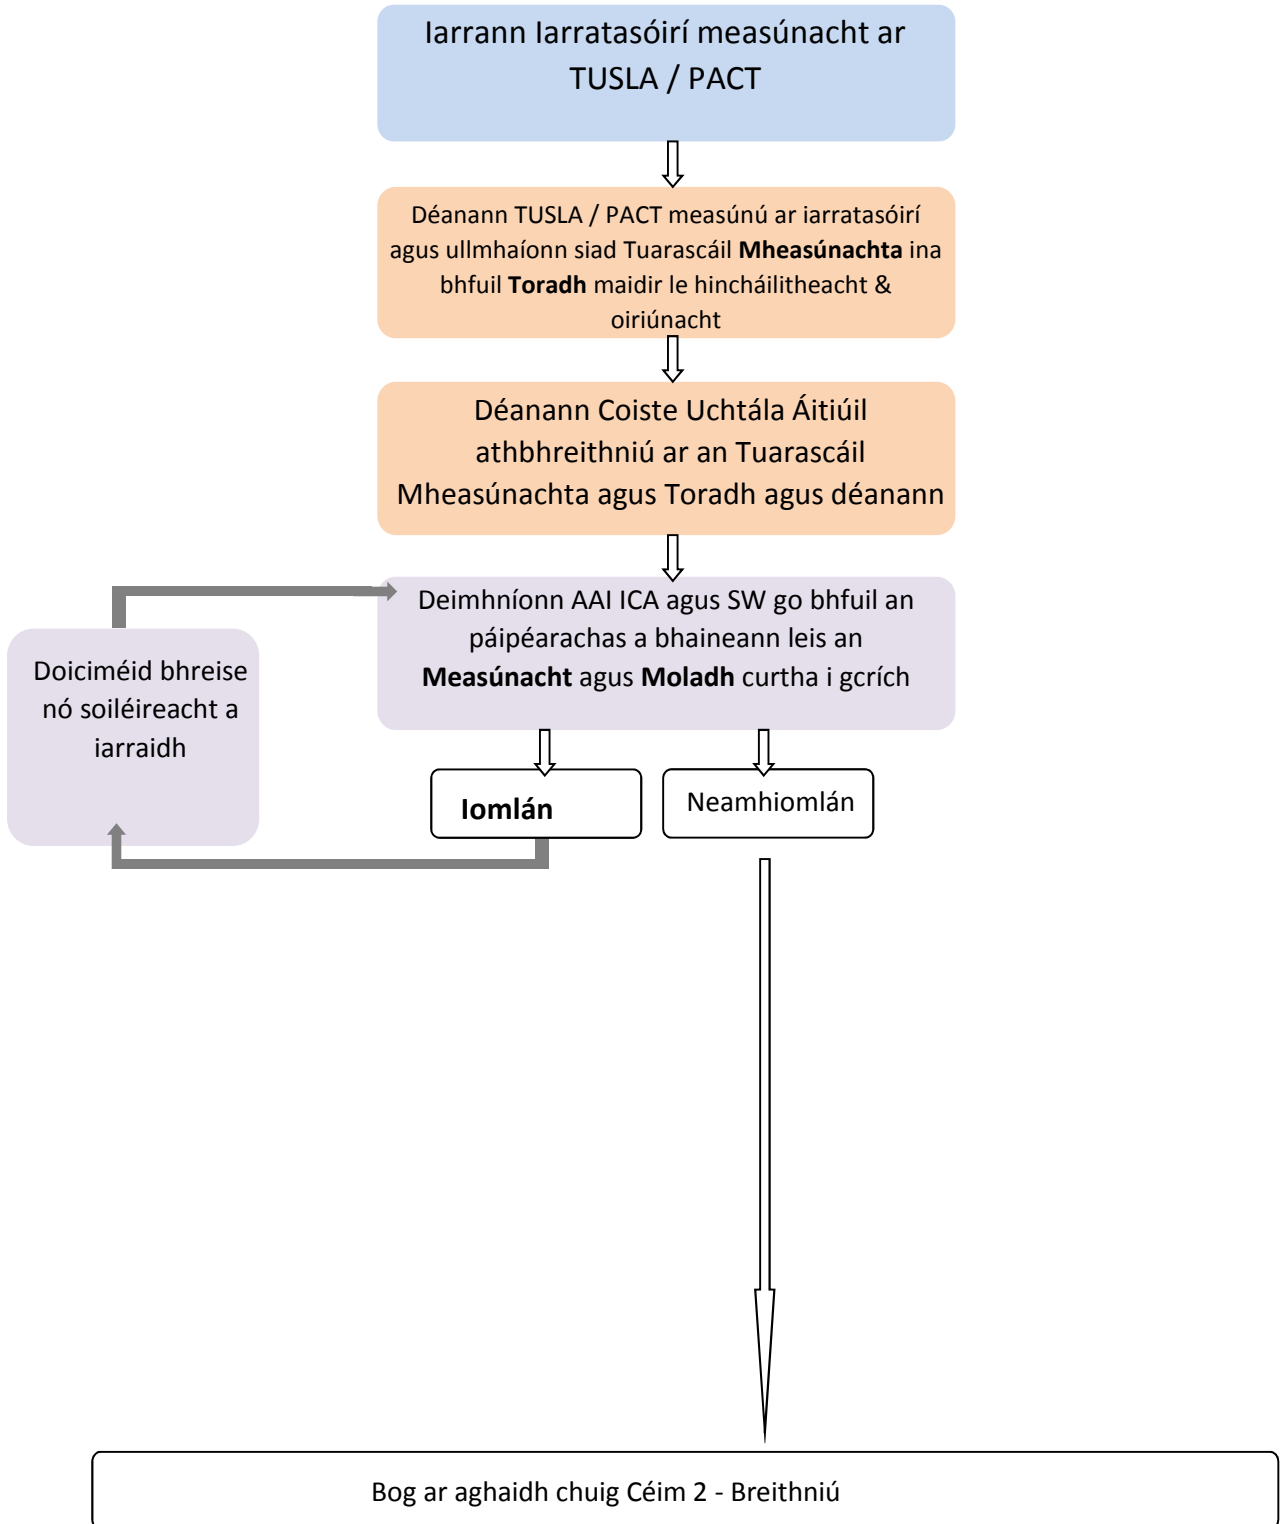 Iarrann Iarratasóirí measúnacht ar
TUSLA / PACT
Déanann TUSLA / PACT measúnú ar iarratasóirí
agus ullmhaíonn siad Tuarascáil Mheasúnachta ina
bhfuil Toradh maidir le hincháilitheacht &
oiriúnacht
Déanann Coiste Uchtála Áitiúil
athbhreithniú ar an Tuarascáil
Mheasúnachta agus Toradh agus déanann
Deimhníonn AAI ICA agus SW go bhfuil an
páipéarachas a bhaineann leis an
Measúnacht agus Moladh curtha i gcrích
Doiciméid bhreise
nó soiléireacht a
iarraidh
Iomlán
Neamhiomlán
Bog ar aghaidh chuig Céim 2 - Breithniú